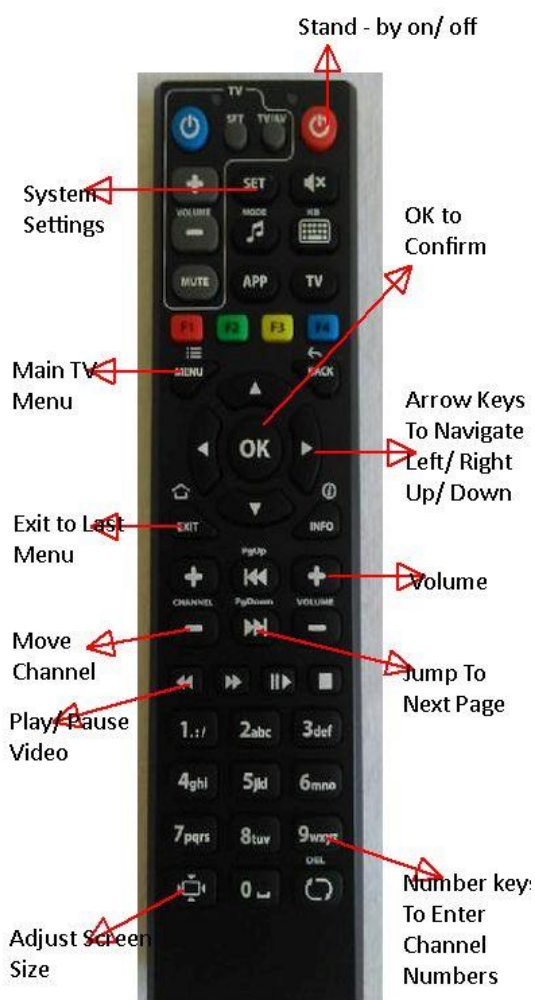 Stand - by on/ off
TV
SET TV/AV
System
Settings
SET
VOLUME
MODE
KB
OK to
Confirm
MUTE
APP
TV
F1 F2 F3 F4
Main TV
Menu
MENU
BACK
OK
Arrow Keys
To Navigate
Left/ Right
Up/ Down
Exit to Last
Menu
EXIT
INFO
PgUp
CHANNEL
PgDown
VOLUME
Volume
Move
Channel
Jump To
Next Page
Play/ Pause
Video
1.:/ 2abc 3def
4ghi 5jkl 6mno
7pqrs 8tuv 9wxyz
DEL
0
Number keys
To Enter
Channel
Numbers
Adjust Screen
Size